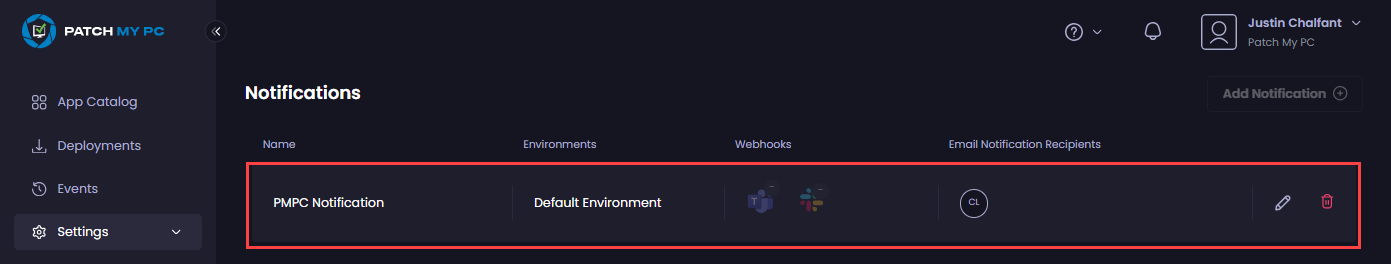 PATCH MY PC
Justin Chalfant
Patch My PC
App Catalog
Deployments
Events
Settings
Notifications
Add Notification
Name Environments Webhooks Email Notification Recipients
PMPC Notification Default Environment T CL